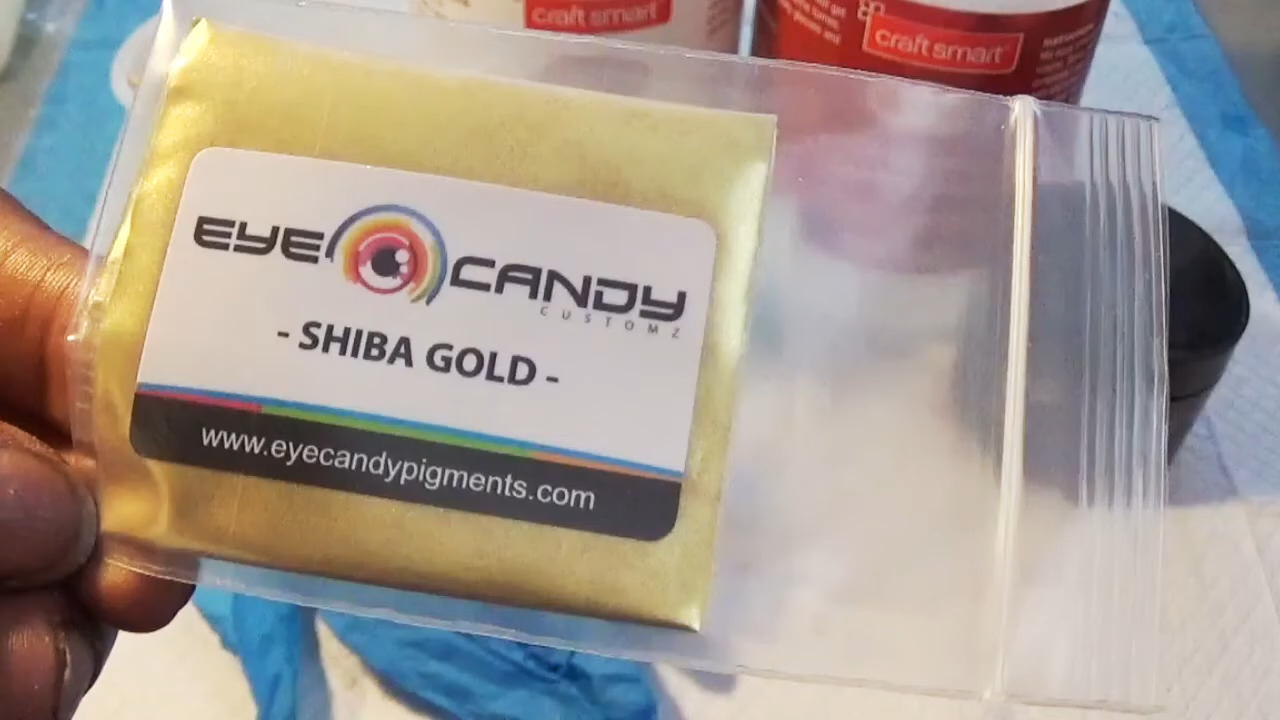 craft smart
craft smart
EYE CANDY
CUSTOMZ
- SHIBA GOLD -
www.eyecandypigments.com